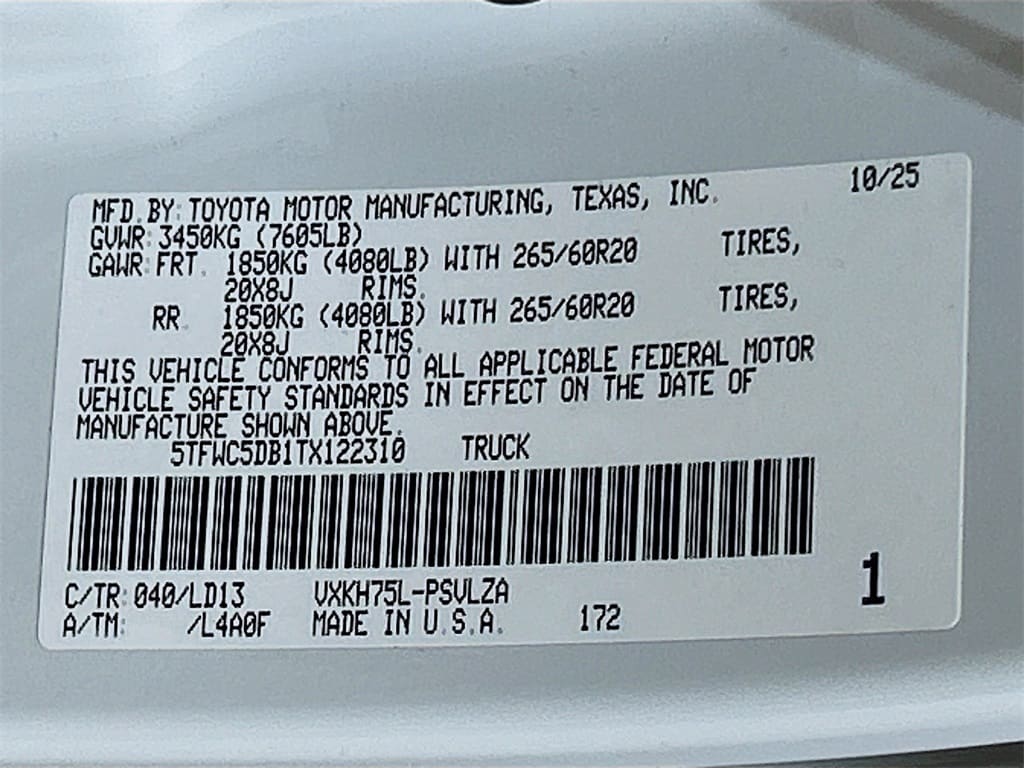 10/25
MFD. BY: TOYOTA MOTOR MANUFACTURING, TEXAS, INC.
GVWR: 3450KG (7605LB)
GAWR: FRT. 1850KG (4080LB) WITH 265/60R20 TIRES,
20X8J RIMS.
RR. 1850KG (4080LB) WITH 265/60R20 TIRES,
20X8J RIMS.
THIS VEHICLE CONFORMS TO ALL APPLICABLE FEDERAL MOTOR
VEHICLE SAFETY STANDARDS IN EFFECT ON THE DATE OF
MANUFACTURE SHOWN ABOVE.
5TFWC5DB1TX122310 TRUCK
C/TR: 040/LD13 VXKH75L-PSVLZA
A/TM: /L4A0F MADE IN U.S.A. 172
1